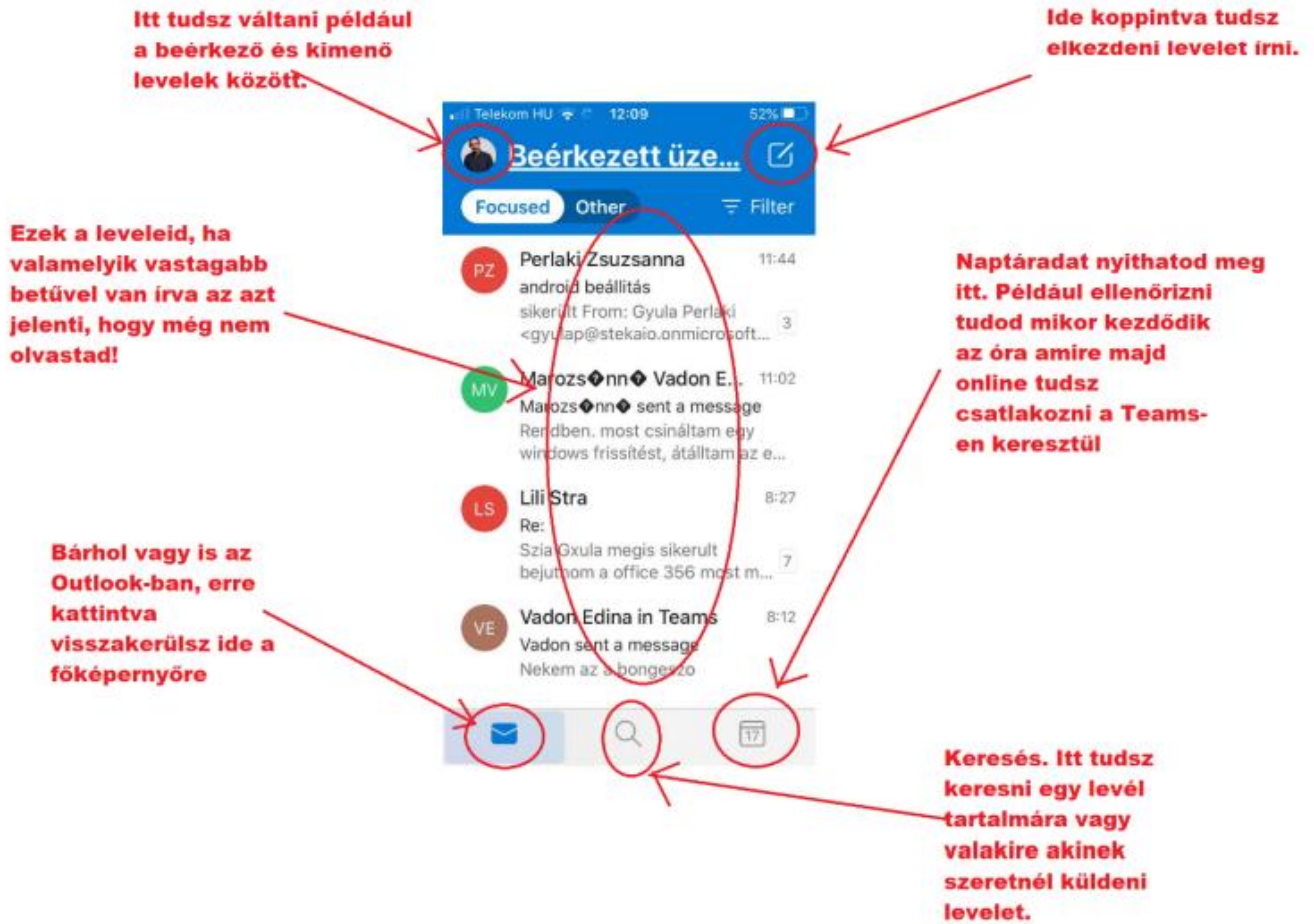 Itt tudsz váltani például
a beérkező és kimenő
levelek között.
Ide koppintva tudsz
elkezdeni levelet írni.
Telekom HU 12:09 52%
Beérkezett üze...
Focused Other Filter
Ezek a leveleid, ha
valamelyik vastagabb
betűvel van írva az azt
jelenti, hogy még nem
olvastad!
PZ
Perlaki Zsuzsanna 11:44
android beállitás
sikerült From: Gyula Perlaki
<gyulap@stekaio.onmicrosoft... 3
MV
Marozs�nn� Vadon E... 11:02
Marozs�nn� sent a message
Rendben. most csináltam egy
windows frissítést, átálltam az e...
LS
Lili Stra 8:27
Re:
Szia Gxula megis sikerult
bejutnom a office 356 most m... 7
VE
Vadon Edina in Teams 8:12
Vadon sent a message
Nekem az a bongeszo
17
Naptáradat nyithatod meg
itt. Például ellenőrizni
tudod mikor kezdődik
az óra amire majd
online tudsz
csatlakozni a Teams-
en keresztül
Bárhol vagy is az
Outlook-ban, erre
kattintva
visszakerülsz ide a
főképernyőre
Keresés. Itt tudsz
keresni egy levél
tartalmára vagy
valakire akinek
szeretnél küldeni
levelet.